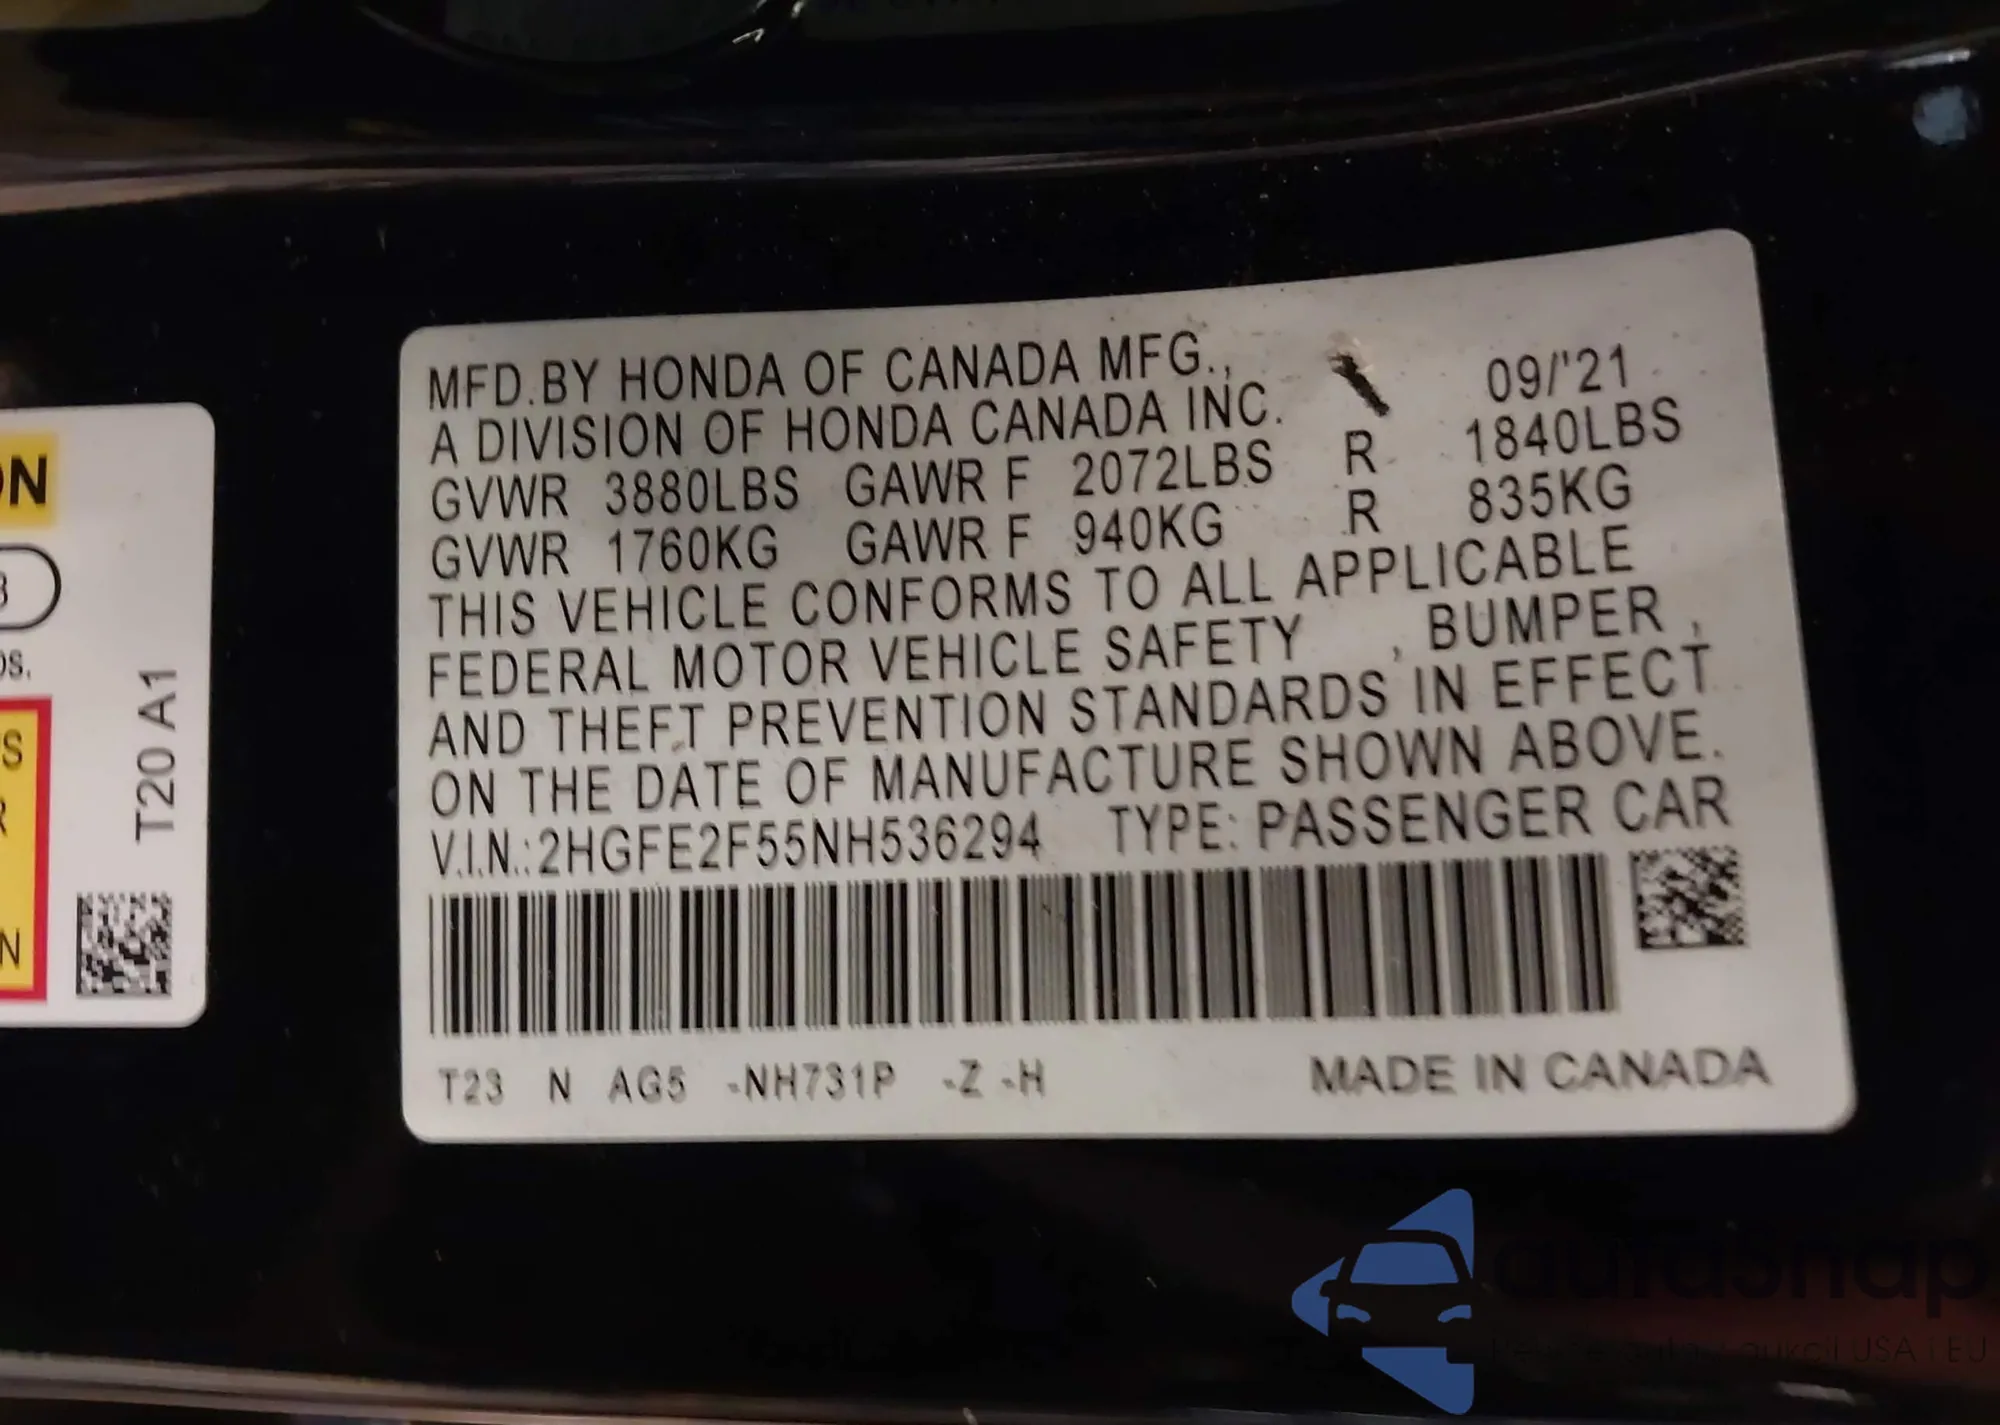 MFD.BY HONDA OF CANADA MFG., 09/'21
A DIVISION OF HONDA CANADA INC.
GVWR 3880LBS GAWR F 2072LBS R 1840LBS
GVWR 1760KG GAWR F 940KG R 835KG
THIS VEHICLE CONFORMS TO ALL APPLICABLE
FEDERAL MOTOR VEHICLE SAFETY , BUMPER ,
AND THEFT PREVENTION STANDARDS IN EFFECT
ON THE DATE OF MANUFACTURE SHOWN ABOVE.
V.I.N.:2HGFE2F55NH536294 TYPE: PASSENGER CAR
T23 N AG5 -NH731P -Z -H MADE IN CANADA
T20 A1
autoSnap
USA i EU